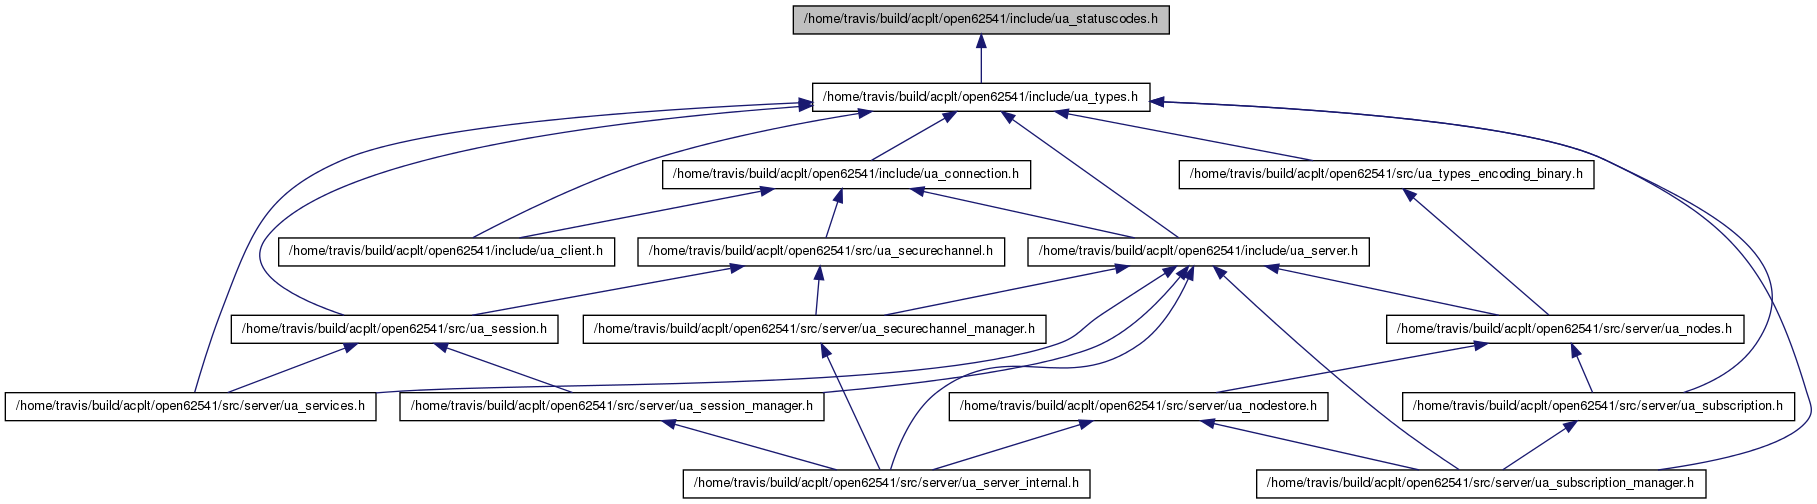 /home/travis/build/acplt/open62541/include/ua_statuscodes.h
/home/travis/build/acplt/open62541/include/ua_types.h
/home/travis/build/acplt/open62541/include/ua_connection.h
/home/travis/build/acplt/open62541/src/ua_types_encoding_binary.h
/home/travis/build/acplt/open62541/include/ua_client.h
/home/travis/build/acplt/open62541/src/ua_securechannel.h
/home/travis/build/acplt/open62541/include/ua_server.h
/home/travis/build/acplt/open62541/src/ua_session.h
/home/travis/build/acplt/open62541/src/server/ua_securechannel_manager.h
/home/travis/build/acplt/open62541/src/server/ua_nodes.h
/home/travis/build/acplt/open62541/src/server/ua_services.h
/home/travis/build/acplt/open62541/src/server/ua_session_manager.h
/home/travis/build/acplt/open62541/src/server/ua_nodestore.h
/home/travis/build/acplt/open62541/src/server/ua_subscription.h
/home/travis/build/acplt/open62541/src/server/ua_server_internal.h
/home/travis/build/acplt/open62541/src/server/ua_subscription_manager.h